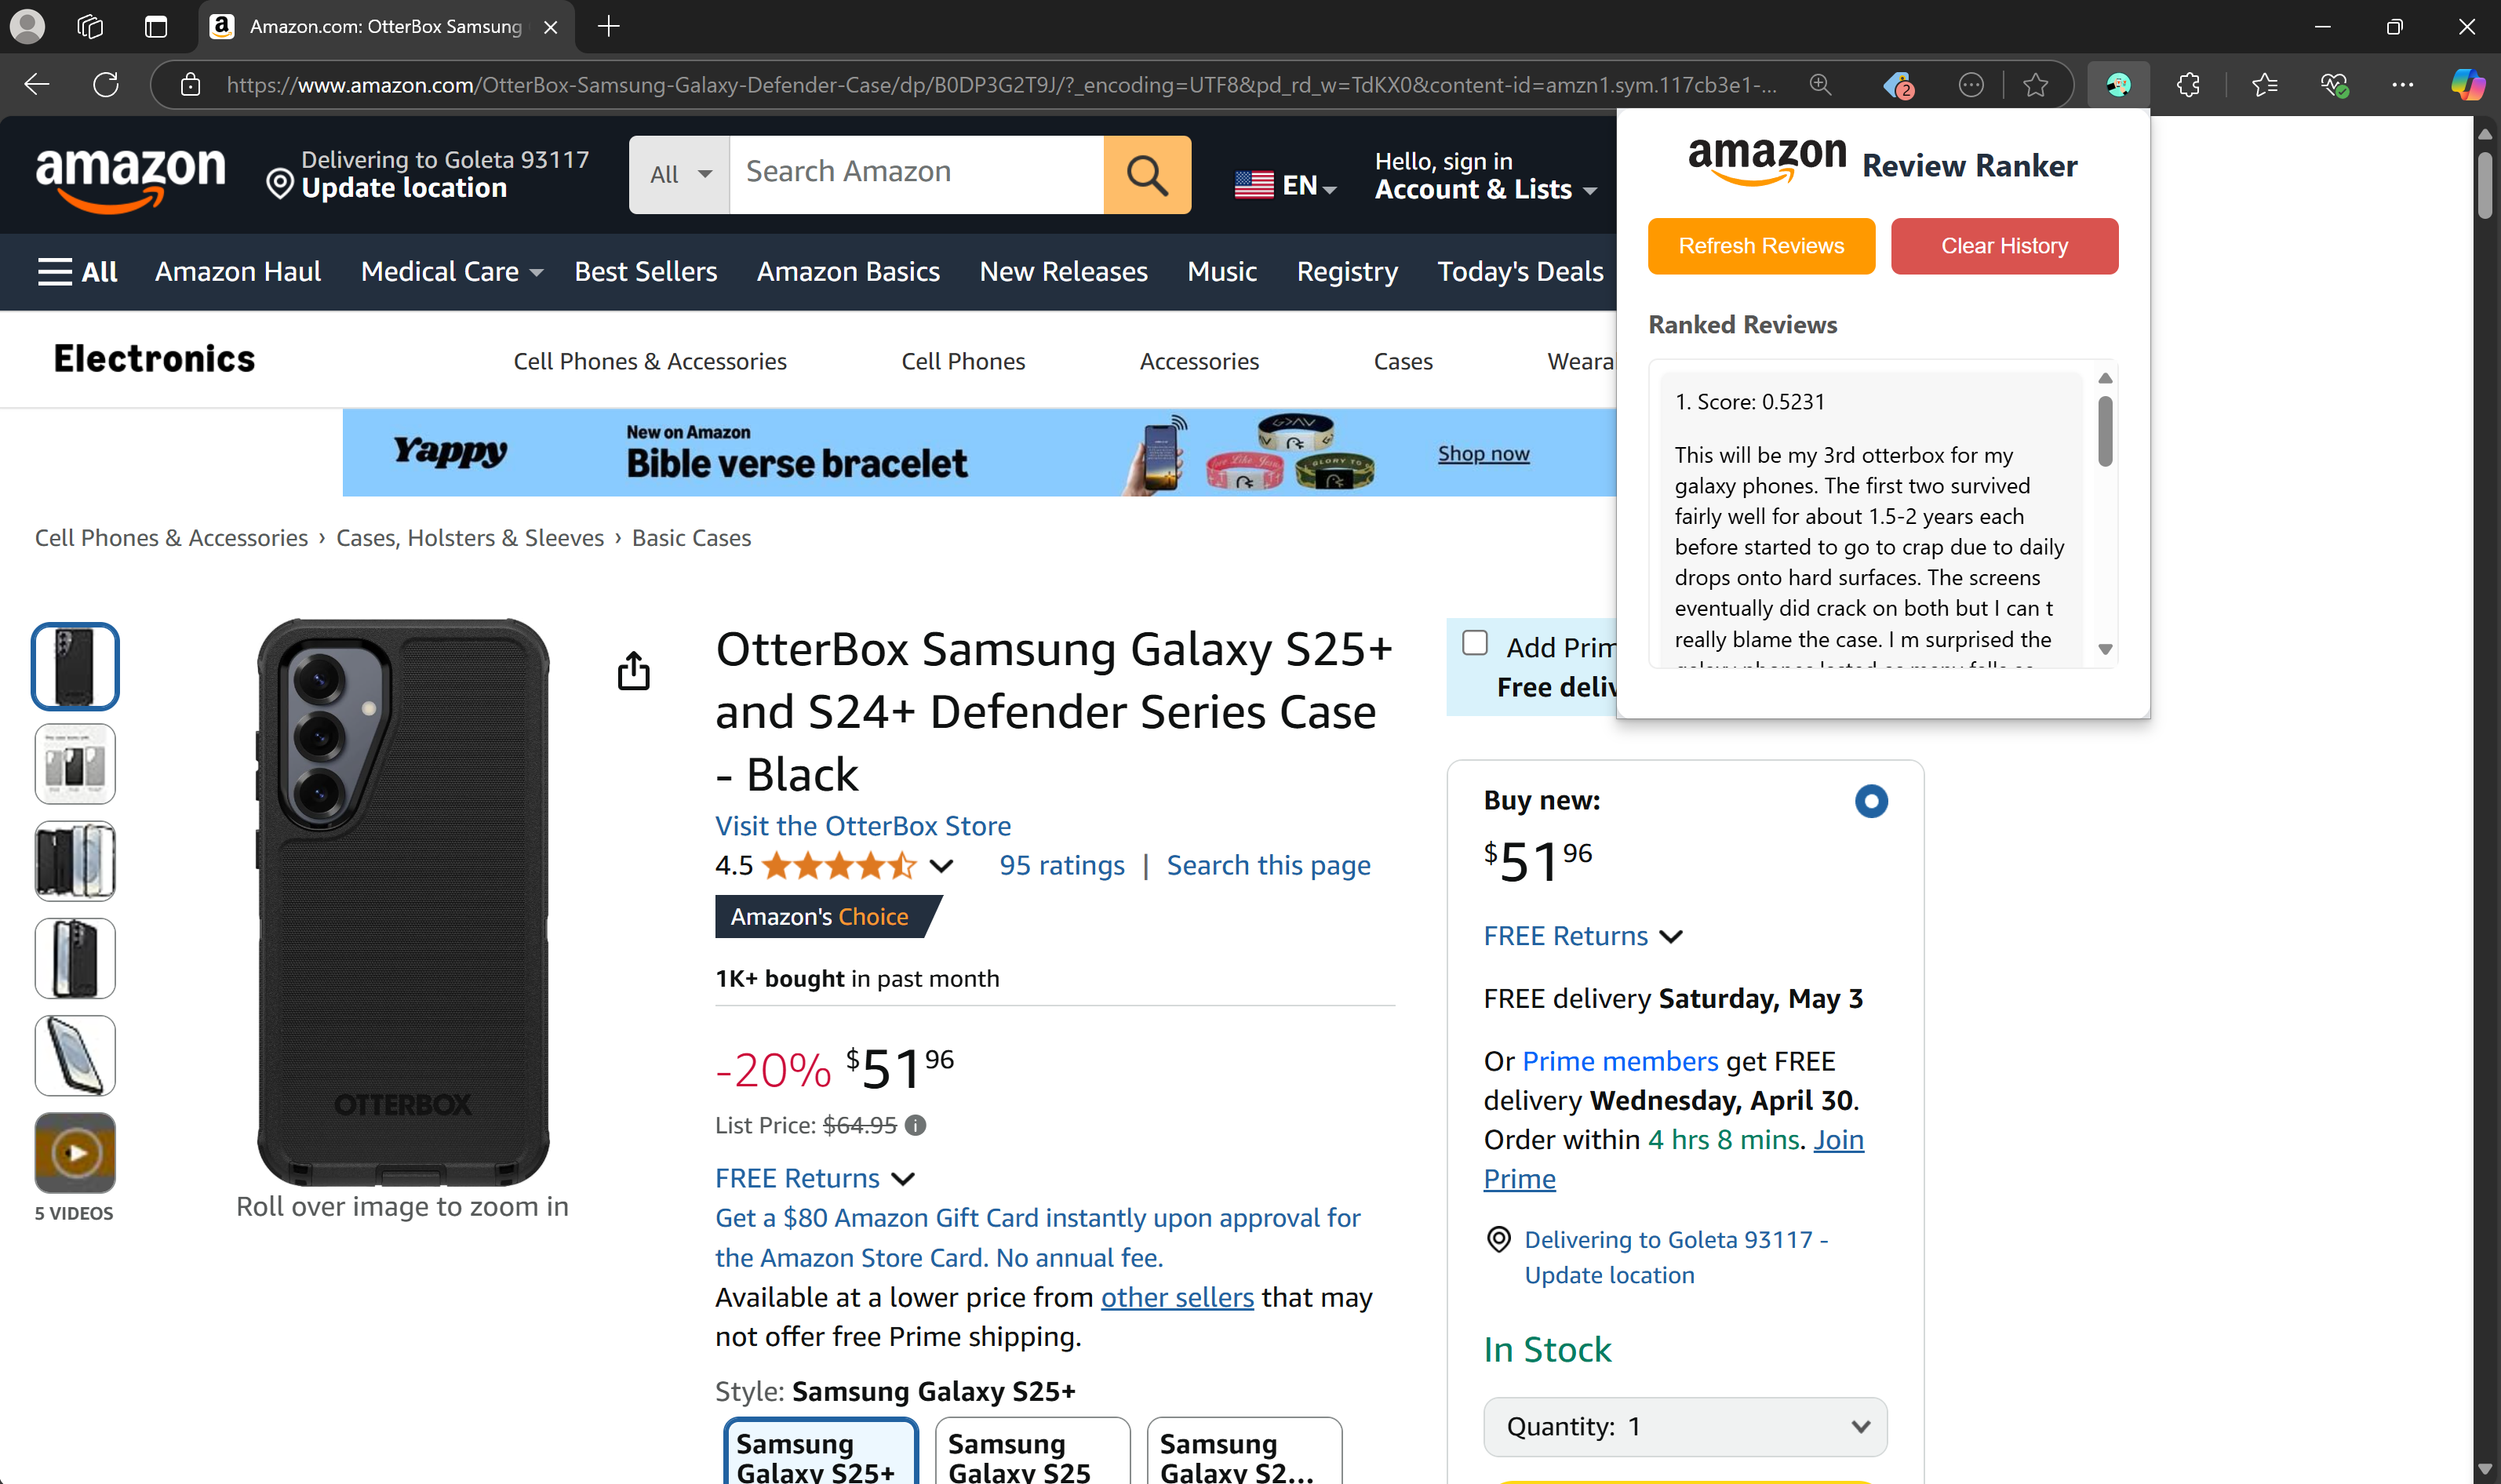 Amazon.com: OtterBox Samsung
https://www.amazon.com/OtterBox-Samsung-Galaxy-Defender-Case/dp/B0DP3G2T9J/?_encoding=UTF8&pd_rd_w=TdKX0&content-id=amzn1.sym.117cb3e1-...
2
amazon
Delivering to Goleta 93117
Update location
All
Search Amazon
EN
Hello, sign in
Account & Lists
All
Amazon Haul
Medical Care
Best Sellers
Amazon Basics
New Releases
Music
Registry
Today's Deals
Electronics
Cell Phones & Accessories
Cell Phones
Accessories
Cases
Weara
Yappy
New on Amazon
Bible verse bracelet
Shop now
amazon Review Ranker
Refresh Reviews
Clear History
Ranked Reviews
1. Score: 0.5231
This will be my 3rd otterbox for my
galaxy phones. The first two survived
fairly well for about 1.5-2 years each
before started to go to crap due to daily
drops onto hard surfaces. The screens
eventually did crack on both but I can t
really blame the case. I m surprised the
Cell Phones & Accessories › Cases, Holsters & Sleeves › Basic Cases
OTTERBOX
5 VIDEOS
Roll over image to zoom in
OtterBox Samsung Galaxy S25+
and S24+ Defender Series Case
- Black
Visit the OtterBox Store
4.5
95 ratings | Search this page
Amazon's Choice
1K+ bought in past month
-20% $51 96
List Price: $64.95
FREE Returns
Get a $80 Amazon Gift Card instantly upon approval for
the Amazon Store Card. No annual fee.
Available at a lower price from other sellers that may
not offer free Prime shipping.
Style: Samsung Galaxy S25+
Samsung
Galaxy S25+
Samsung
Galaxy S25
Samsung
Galaxy S2...
Add Prim
Free deliv
Buy new:
$51 96
FREE Returns
FREE delivery Saturday, May 3
Or Prime members get FREE
delivery Wednesday, April 30.
Order within 4 hrs 8 mins. Join
Prime
Delivering to Goleta 93117 -
Update location
In Stock
Quantity: 1